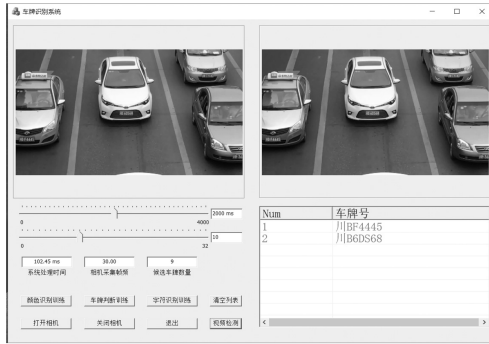 车牌识别系统
2000 ms
0 4000
10
0 32
102.45 ms 30.00 9
系统处理时间 相机采集帧频 候选车牌数量
颜色识别训练 车牌判断训练 字符识别训练 清空列表
打开相机 关闭相机 退出 视频检测
Num 车牌号
1 川BF4445
2 川B6DS68